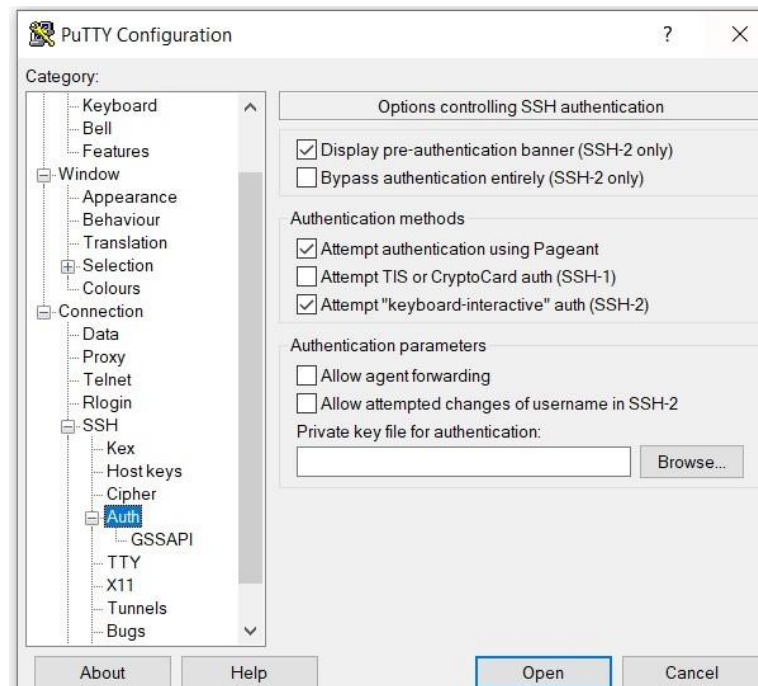 PuTTY Configuration
?
Category:
Keyboard
Bell
Features
Window
Appearance
Behaviour
Translation
Selection
Colours
Connection
Data
Proxy
Telnet
Rlogin
SSH
Kex
Host keys
Cipher
Auth
GSSAPI
TTY
X11
Tunnels
Bugs
Options controlling SSH authentication
Display pre-authentication banner (SSH-2 only)
Bypass authentication entirely (SSH-2 only)
Authentication methods
Attempt authentication using Pageant
Attempt TIS or CryptoCard auth (SSH-1)
Attempt "keyboard-interactive" auth (SSH-2)
Authentication parameters
Allow agent forwarding
Allow attempted changes of username in SSH-2
Private key file for authentication:
Browse...
About
Help
Open
Cancel